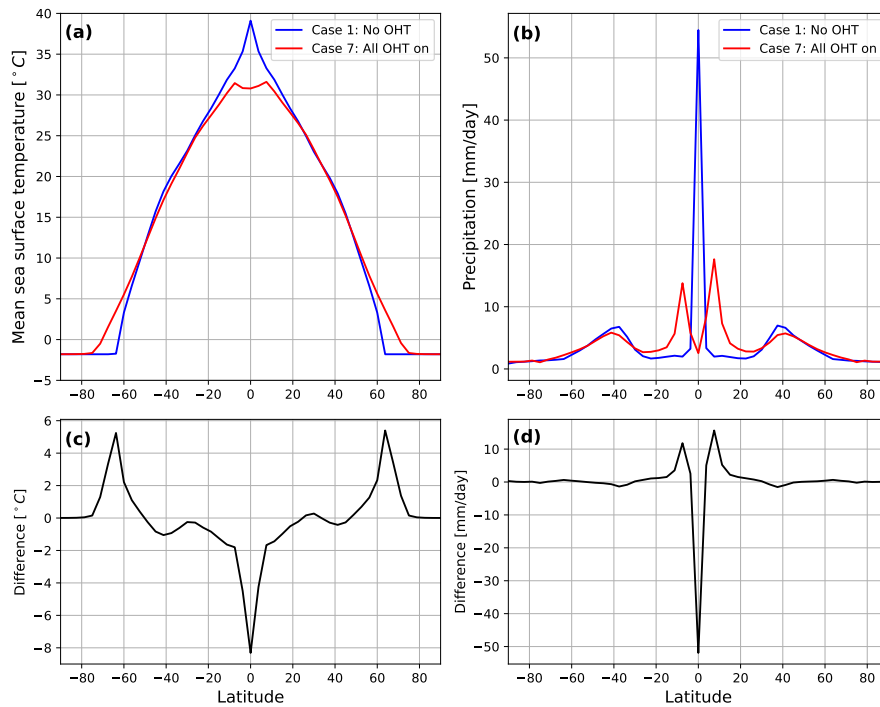 (a)
Case 1: No OHT
Case 7: All OHT on
Mean sea surface temperature [°C]
40
35
30
25
20
15
10
5
0
−5
−80 −60 −40 −20 0 20 40 60 80
(b)
Case 1: No OHT
Case 7: All OHT on
Precipitation [mm/day]
50
40
30
20
10
0
−80 −60 −40 −20 0 20 40 60 80
(c)
Difference [°C]
6
4
2
0
−2
−4
−6
−8
−80 −60 −40 −20 0 20 40 60 80
Latitude
(d)
Difference [mm/day]
10
0
−10
−20
−30
−40
−50
−80 −60 −40 −20 0 20 40 60 80
Latitude